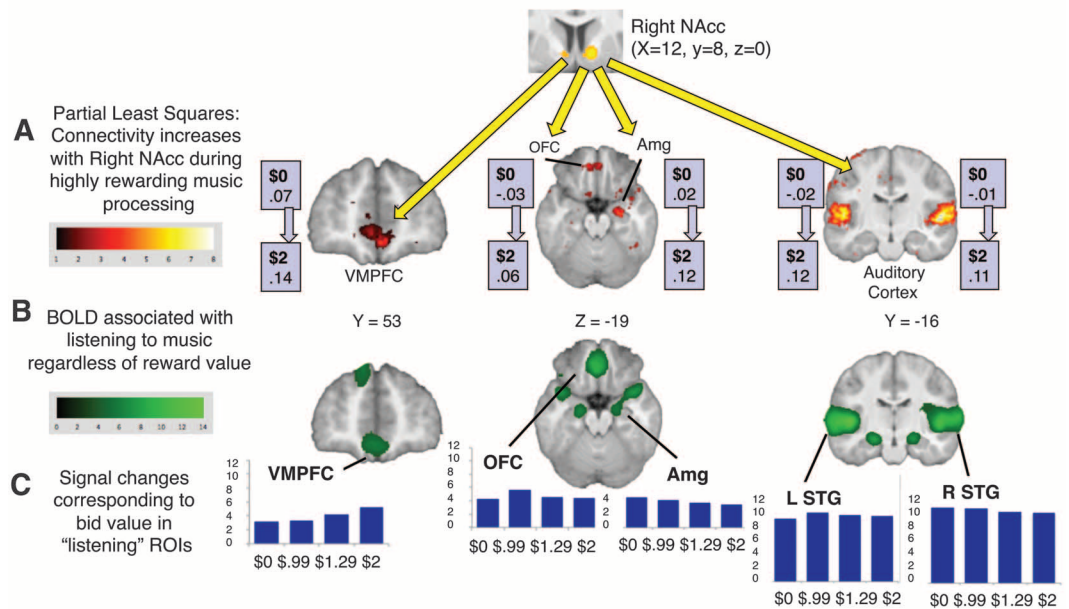 Right NAcc
(X=12, y=8, z=0)
A
Partial Least Squares:
Connectivity increases
with Right NAcc during
highly rewarding music
processing
1 2 3 4 5 6 7 8
$0
.07
$2
.14
VMPFC
OFC
Amg
$0
-.03
$2
.06
$0
.02
$2
.12
$0
-.02
$2
.12
Auditory
Cortex
$0
-.01
$2
.11
B
BOLD associated with
listening to music
regardless of reward value
0 2 4 6 8 10 12 14
Y = 53
Z = -19
Y = -16
C
Signal changes
corresponding to
bid value in
“listening” ROIs
VMPFC
12
10
8
6
4
2
0
$0 $.99 $1.29 $2
OFC
12
10
8
6
4
2
0
$0 $.99 $1.29 $2
Amg
4
2
0
$0 $.99 $1.29 $2
L STG
12
10
8
6
4
2
0
$0 $.99 $1.29 $2
R STG
12
10
8
6
4
2
0
$0 $.99 $1.29 $2